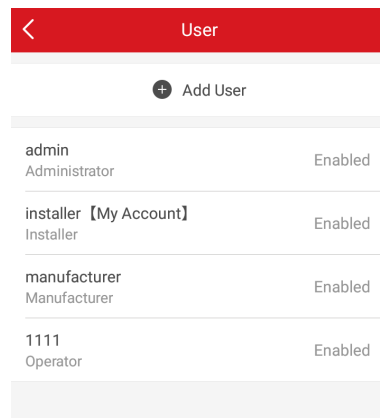 User
Add User
admin
Administrator
Enabled
installer【My Account】
Installer
Enabled
manufacturer
Manufacturer
Enabled
1111
Operator
Enabled